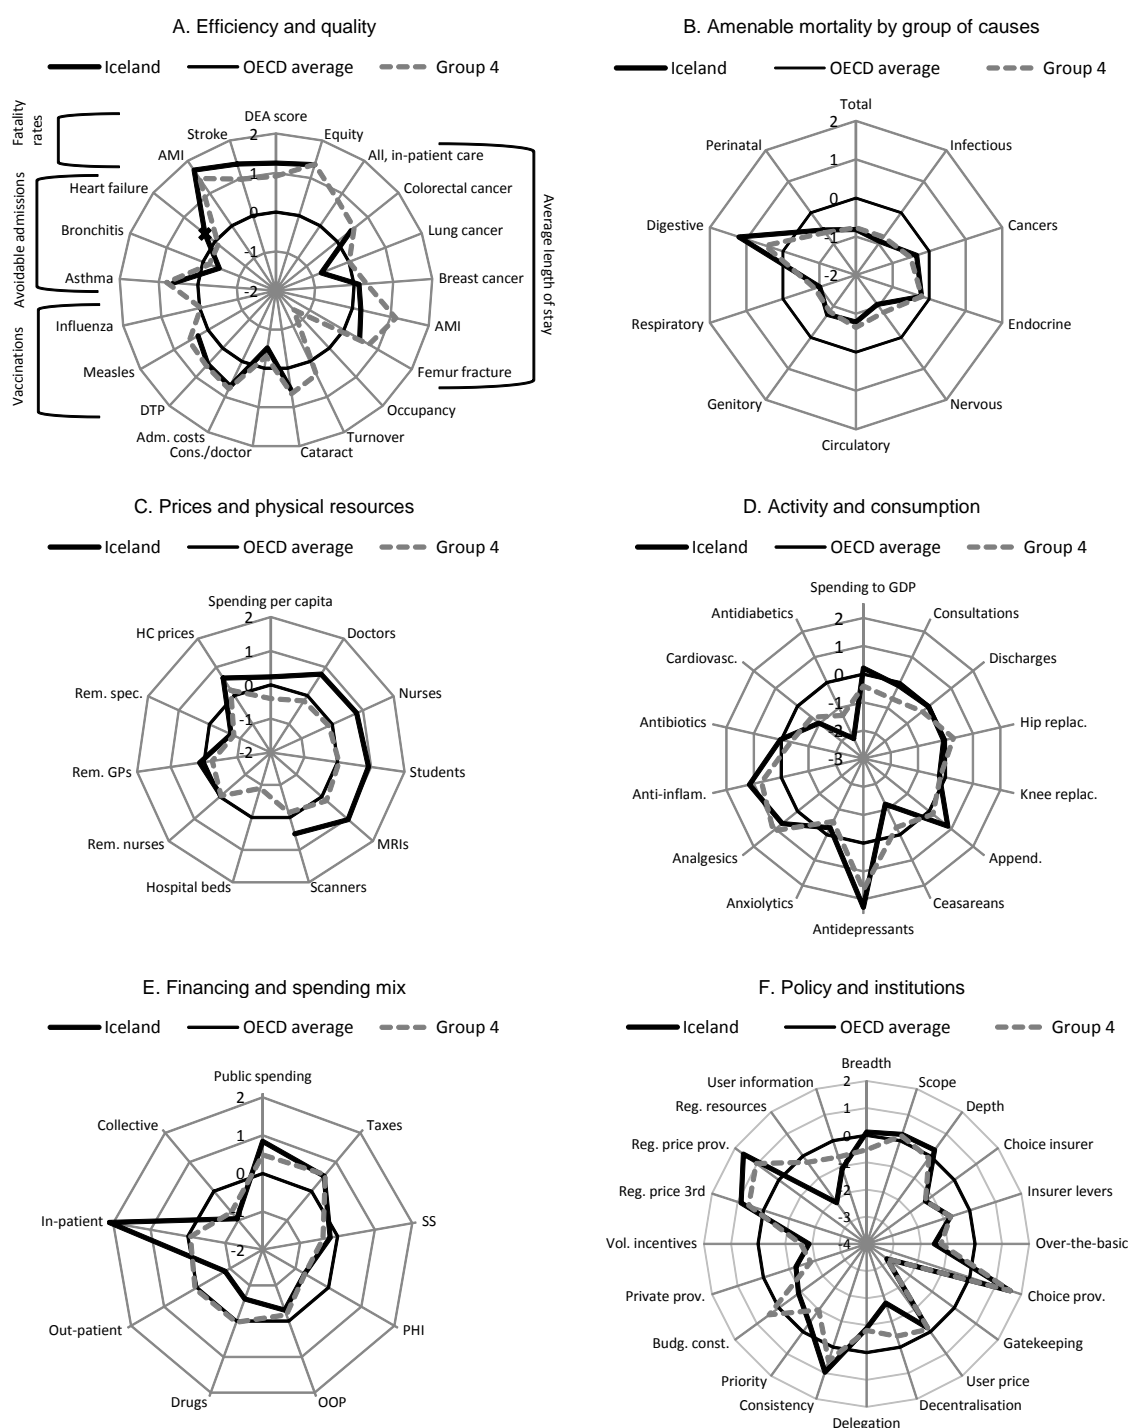 A. Efficiency and quality
Iceland
OECD average
Group 4
Fatality
rates
Avoidable admissions
Vaccinations
Average length of stay
DEA score
Equity
All, in-patient care
Colorectal cancer
Lung cancer
Breast cancer
AMI
Femur fracture
Occupancy
Turnover
Cataract
Cons./doctor
Adm. costs
DTP
Measles
Influenza
Asthma
Bronchitis
Heart failure
AMI
Stroke
2
1
0
-1
-2
B. Amenable mortality by group of causes
Iceland
OECD average
Group 4
Total
Infectious
Cancers
Endocrine
Nervous
Circulatory
Genitory
Respiratory
Digestive
Perinatal
2
1
0
-1
-2
C. Prices and physical resources
Iceland
OECD average
Group 4
Spending per capita
Doctors
Nurses
Students
MRIs
Scanners
Hospital beds
Rem. nurses
Rem. GPs
Rem. spec.
HC prices
2
1
0
-1
-2
D. Activity and consumption
Iceland
OECD average
Group 4
Spending to GDP
Consultations
Discharges
Hip replac.
Knee replac.
Append.
Ceasareans
Antidepressants
Anxiolytics
Analgesics
Anti-inflam.
Antibiotics
Cardiovasc.
Antidiabetics
2
1
0
-1
-2
-3
E. Financing and spending mix
Iceland
OECD average
Group 4
Public spending
Taxes
SS
PHI
OOP
Drugs
Out-patient
In-patient
Collective
2
1
0
-1
-2
F. Policy and institutions
Iceland
OECD average
Group 4
Breadth
Scope
Depth
Choice insurer
Insurer levers
Over-the-basic
Choice prov.
Gatekeeping
User price
Decentralisation
Delegation
Consistency
Priority
Budg. const.
Private prov.
Vol. incentives
Reg. price 3rd
Reg. price prov.
Reg. resources
User information
2
1
0
-1
-2
-3
-4